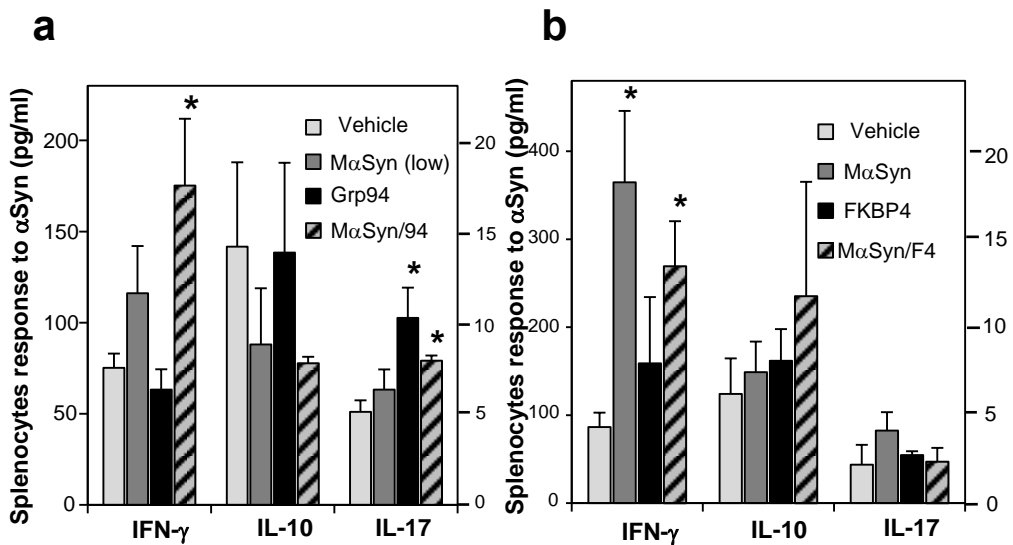 a
Splenocytes response to αSyn (pg/ml)
200
150
100
50
0
20
15
10
5
0
Vehicle
MαSyn (low)
Grp94
MαSyn/94
*
*
*
IFN-γ
IL-10
IL-17
b
Splenocytes response to αSyn (pg/ml)
400
300
200
100
0
20
15
10
5
0
Vehicle
MαSyn
FKBP4
MαSyn/F4
*
*
IFN-γ
IL-10
IL-17